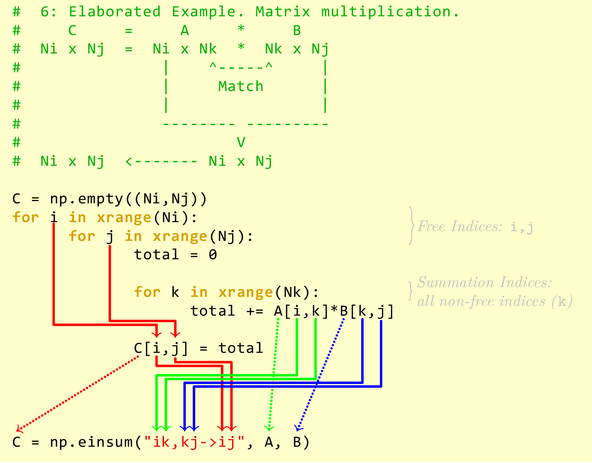 #  6: Elaborated Example. Matrix multiplication.
#     C     =     A     *     B
#  Ni x Nj  =  Ni x Nk  *  Nk x Nj
#               |    ^-----^     |
#               |     Match      |
#               |                |
#               -------- ---------
#                       V
#  Ni x Nj  <------- Ni x Nj
C = np.empty((Ni,Nj))
for i in xrange(Ni):
for j in xrange(Nj):
Free Indices: i,j
total = 0
for k in xrange(Nk):
Summation Indices:
total += A[i,k]*B[k,j]
all non-free indices (k)
C[i,j] = total
C = np.einsum("ik,kj->ij", A, B)